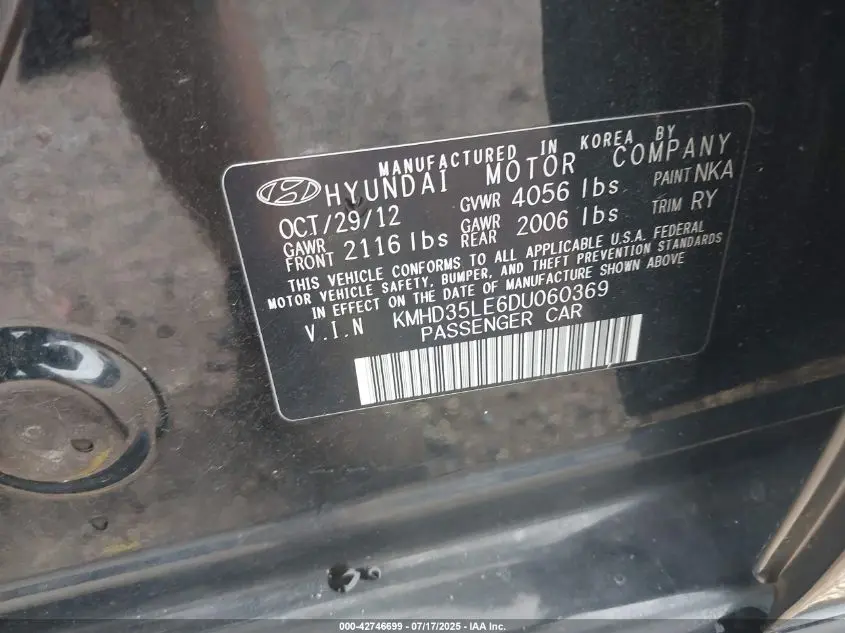 MANUFACTURED IN KOREA BY
HYUNDAI MOTOR COMPANY
OCT/29/12 GVWR 4056 lbs PAINT NKA
GAWR FRONT 2116 lbs GAWR REAR 2006 lbs TRIM RY
THIS VEHICLE CONFORMS TO ALL APPLICABLE U.S.A. FEDERAL
MOTOR VEHICLE SAFETY, BUMPER, AND THEFT PREVENTION STANDARDS
IN EFFECT ON THE DATE OF MANUFACTURE SHOWN ABOVE
V.I.N KMHD35LE6DU060369
PASSENGER CAR
000-42746699 - 07/17/2025 - IAA Inc.